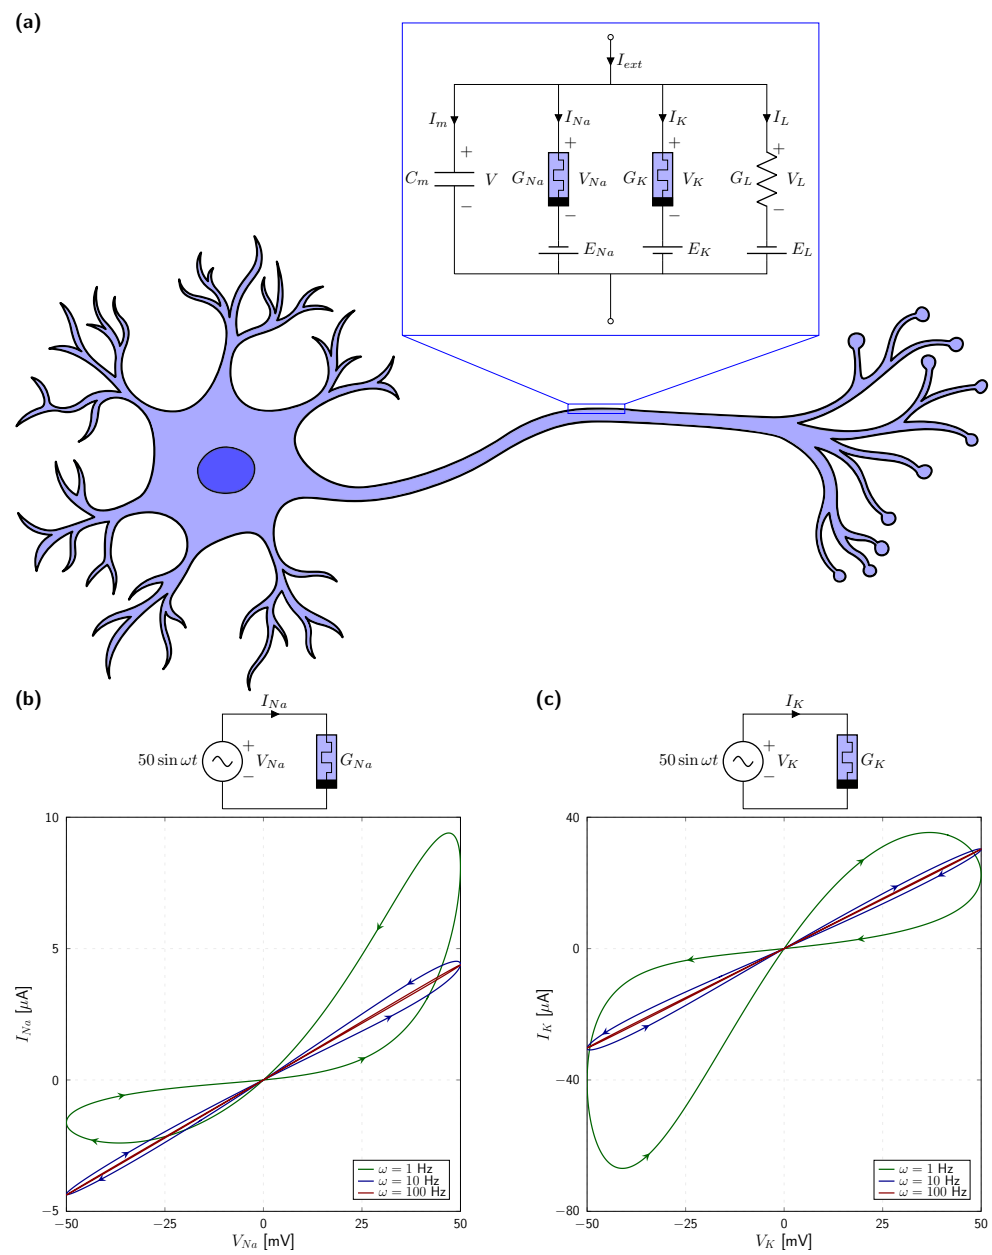 (a)
I_ext
I_m
I_Na
I_K
I_L
+ + + +
C_m V G_Na V_Na G_K V_K G_L V_L
− − − −
E_Na E_K E_L
(b)
I_Na
50 sin ωt + − V_Na G_Na
10
5
0
−5
I_Na [μA]
−50 −25 0 25 50
V_Na [mV]
ω = 1 Hz
ω = 10 Hz
ω = 100 Hz
(c)
I_K
50 sin ωt + − V_K G_K
40
0
−40
−80
I_K [μA]
−50 −25 0 25 50
V_K [mV]
ω = 1 Hz
ω = 10 Hz
ω = 100 Hz